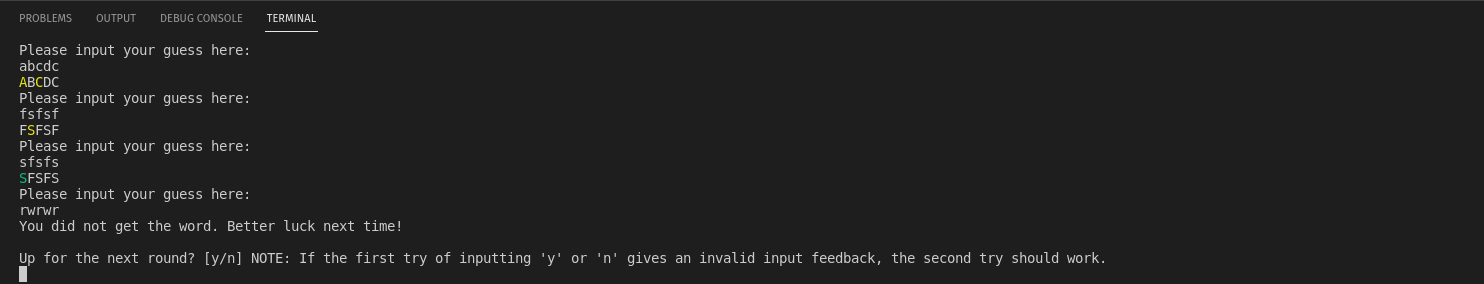 PROBLEMS OUTPUT DEBUG CONSOLE TERMINAL
Please input your guess here:
abcdc
ABCDC
Please input your guess here:
fsfsf
FSFSF
Please input your guess here:
sfsfs
SFSFS
Please input your guess here:
rwrwr
You did not get the word. Better luck next time!
Up for the next round? [y/n] NOTE: If the first try of inputting 'y' or 'n' gives an invalid input feedback, the second try should work.